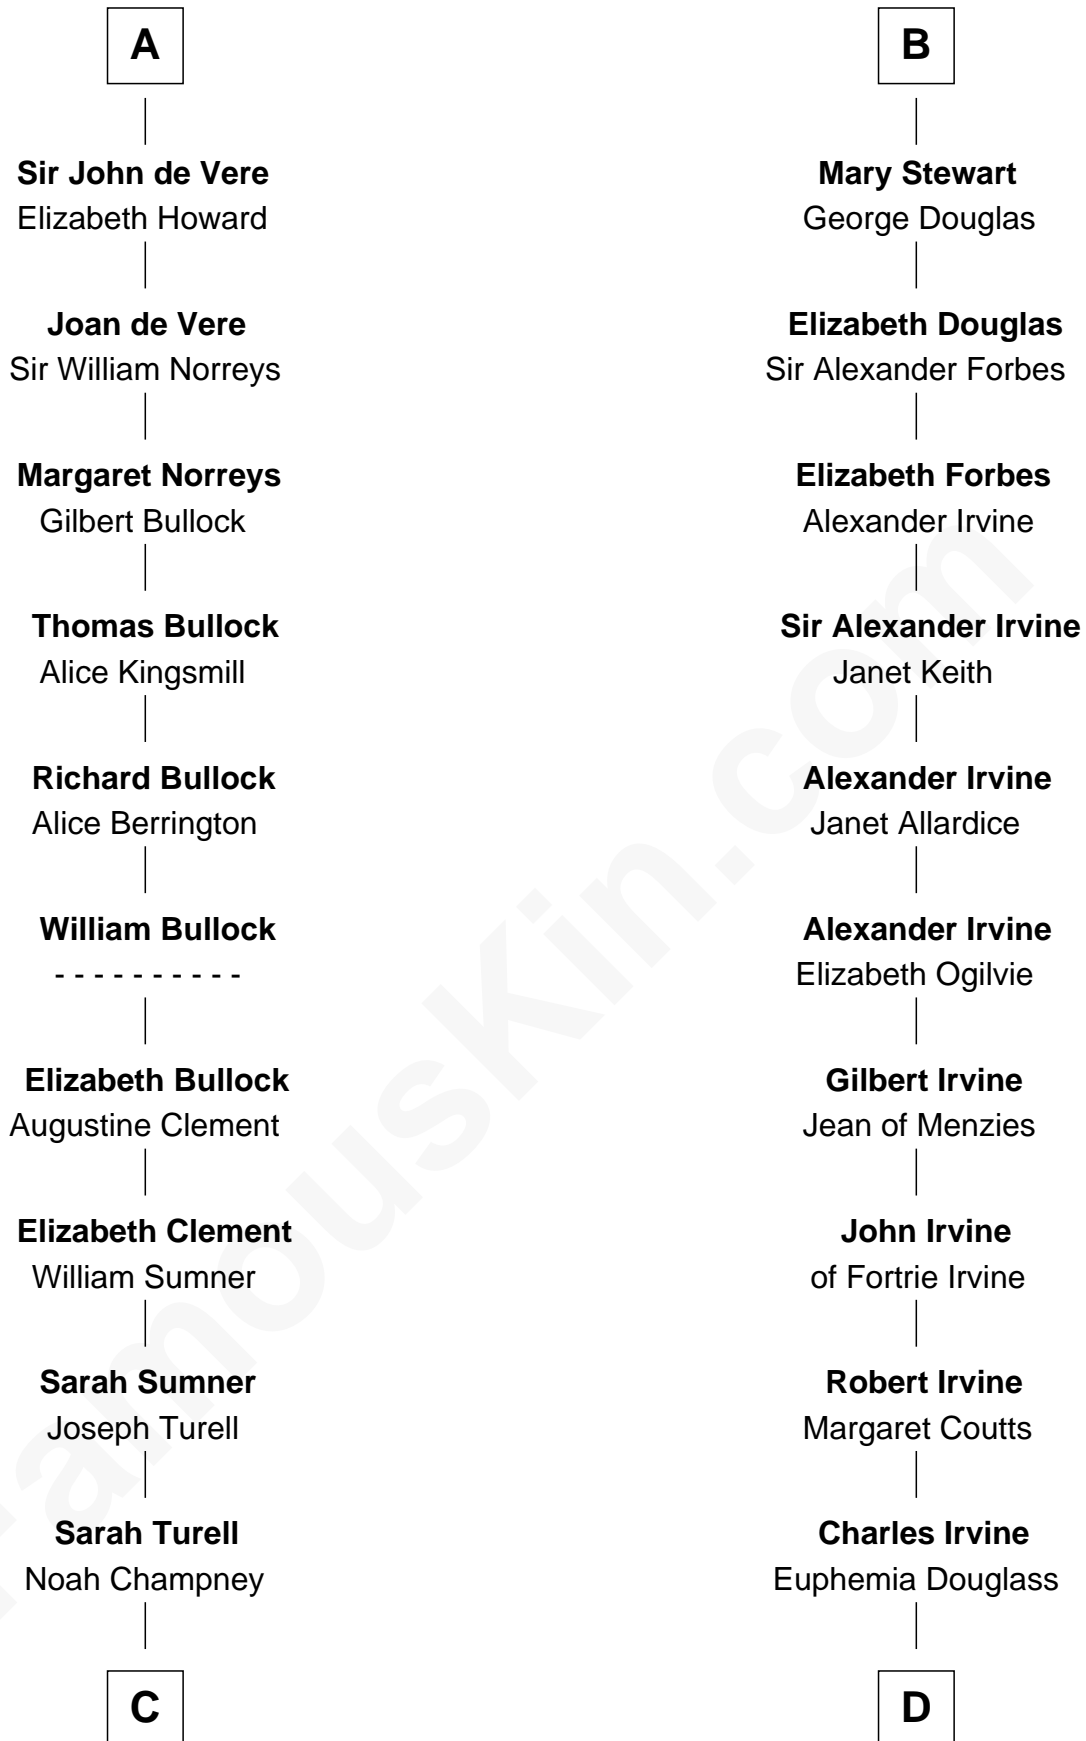 A
Sir John de Vere
Elizabeth Howard
Joan de Vere
Sir William Norreys
Margaret Norreys
Gilbert Bullock
Thomas Bullock
Alice Kingsmill
Richard Bullock
Alice Berrington
William Bullock
- - - - - - - - - -
Elizabeth Bullock
Augustine Clement
Elizabeth Clement
William Sumner
Sarah Sumner
Joseph Turell
Sarah Turell
Noah Champney
C
B
Mary Stewart
George Douglas
Elizabeth Douglas
Sir Alexander Forbes
Elizabeth Forbes
Alexander Irvine
Sir Alexander Irvine
Janet Keith
Alexander Irvine
Janet Allardice
Alexander Irvine
Elizabeth Ogilvie
Gilbert Irvine
Jean of Menzies
John Irvine
of Fortrie Irvine
Robert Irvine
Margaret Coutts
Charles Irvine
Euphemia Douglass
D
FamousKin.com